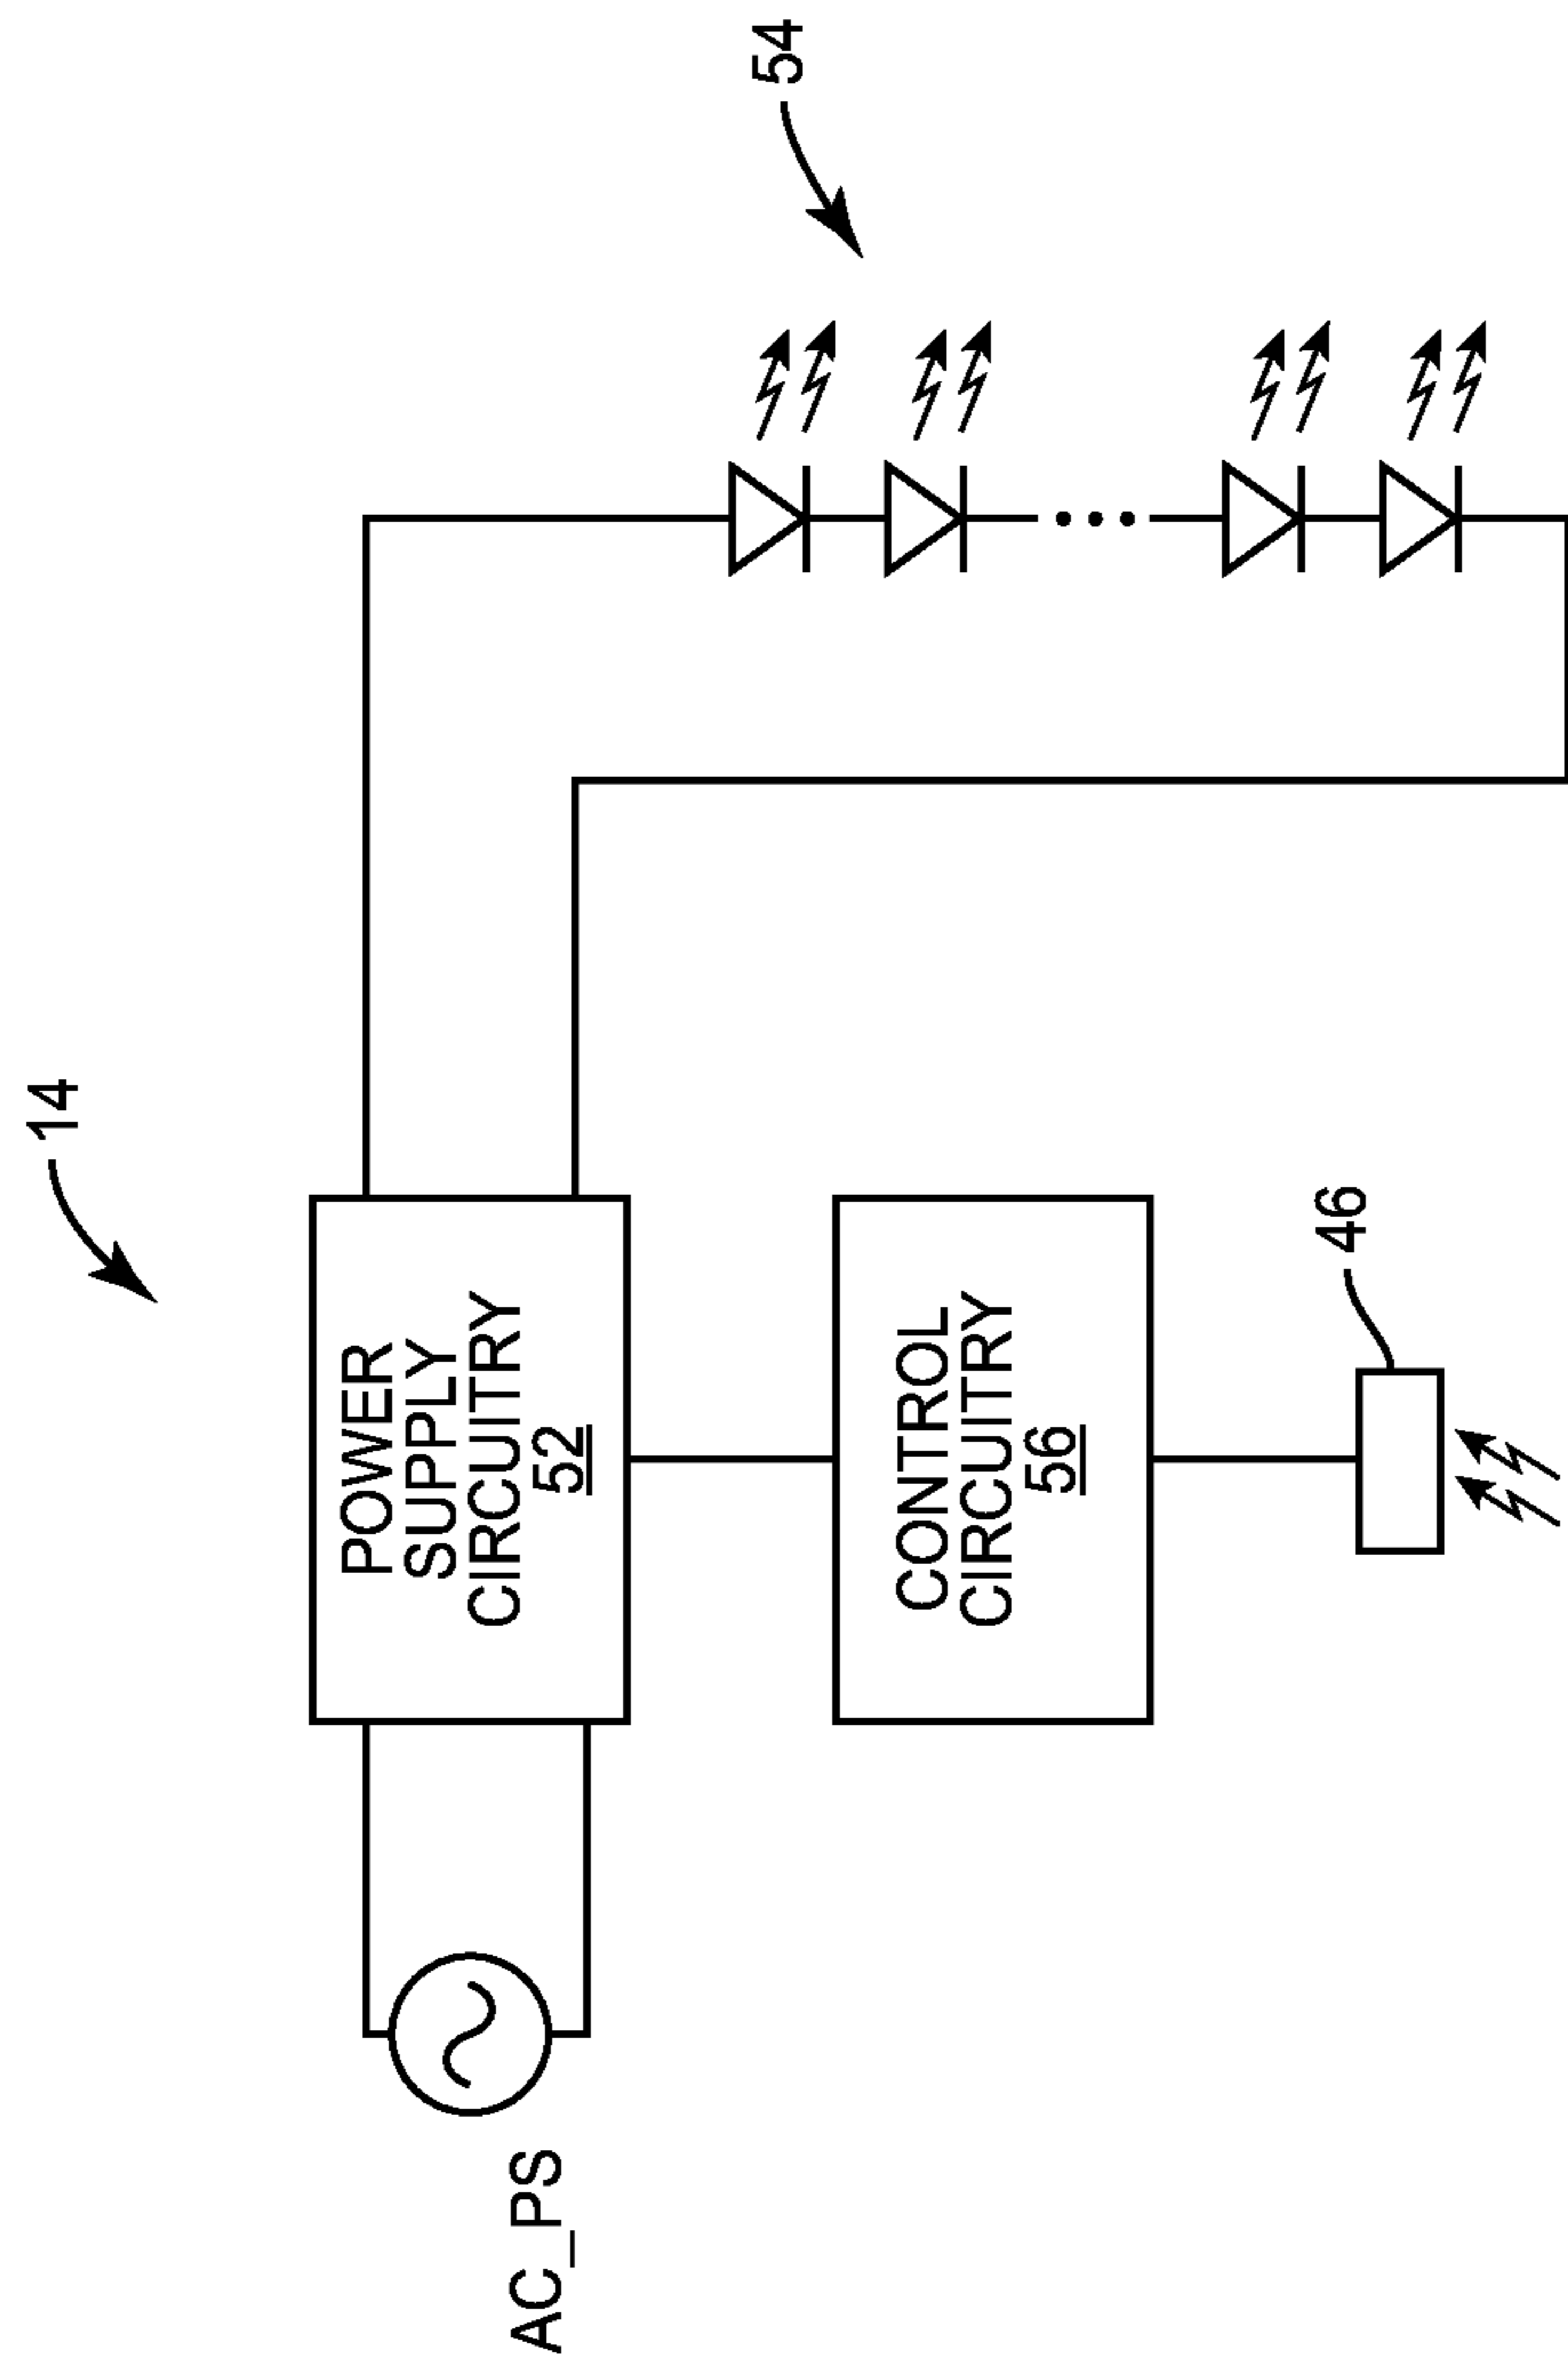 14
54
POWER
SUPPLY
CIRCUITRY
52
AC_PS
CONTROL
CIRCUITRY
56
46